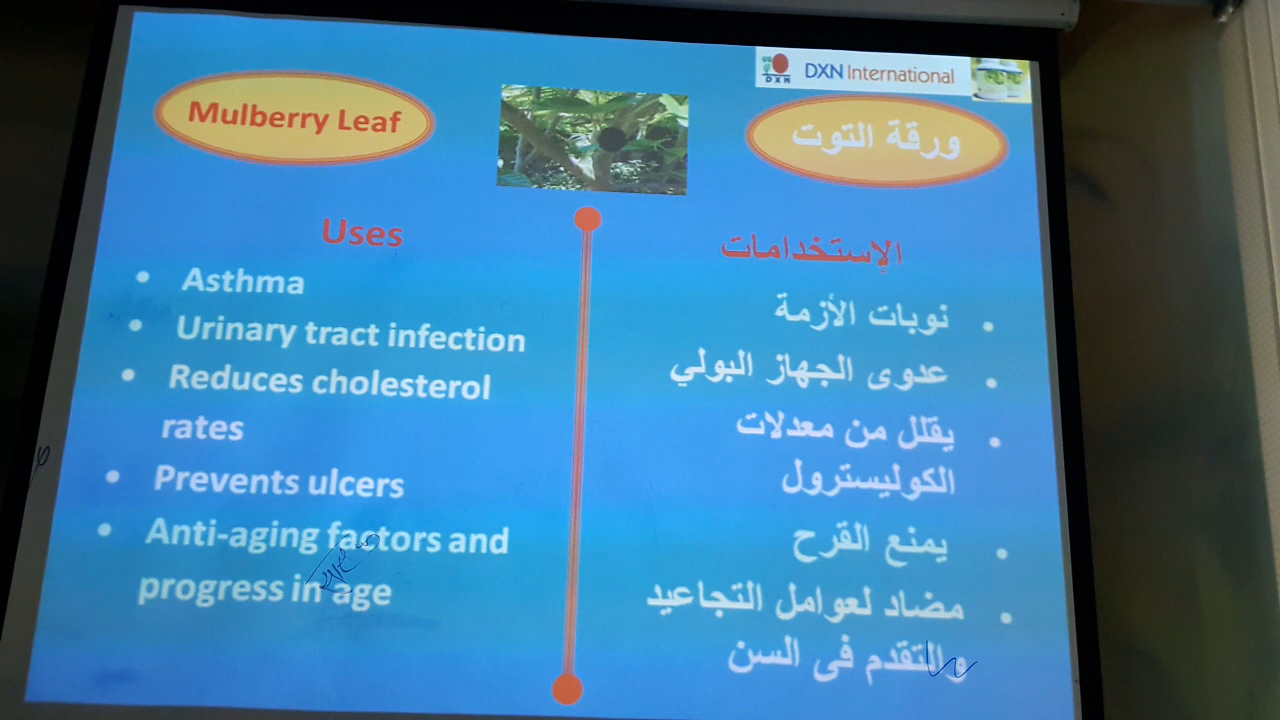 DXN
DXN International
Mulberry Leaf
Uses
• Asthma
• Urinary tract infection
• Reduces cholesterol
rates
• Prevents ulcers
• Anti-aging factors and
progress in age
ورقة التوت
الإستخدامات
• نوبات الأزمة
• عدوى الجهاز البولي
• يقلل من معدلات
الكوليسترول
• يمنع القرح
• مضاد لعوامل التجاعيد
و التقدم فى السن